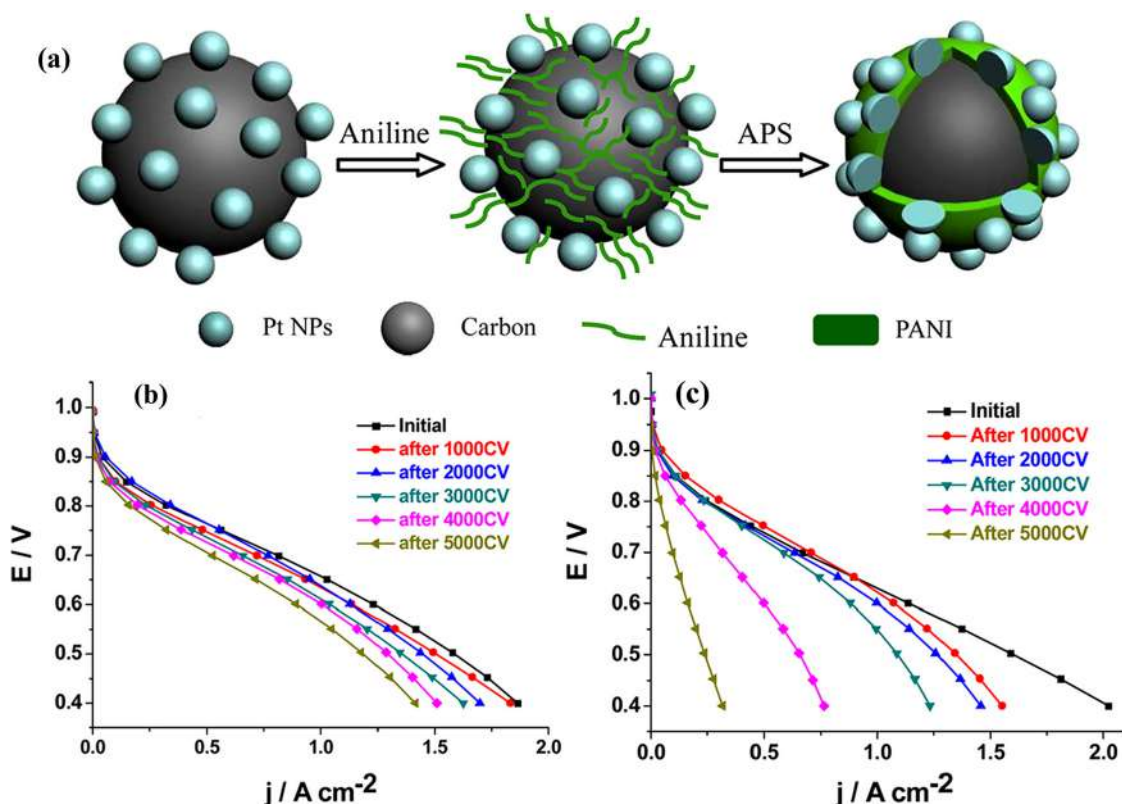 (a)
Aniline
APS
Pt NPs
Carbon
Aniline
PANI
(b)
Initial
after 1000CV
after 2000CV
after 3000CV
after 4000CV
after 5000CV
1.0
0.9
0.8
0.7
0.6
0.5
0.4
E / V
0.0 0.5 1.0 1.5 2.0
j / A cm-2
(c)
Initial
After 1000CV
After 2000CV
After 3000CV
After 4000CV
After 5000CV
1.0
0.9
0.8
0.7
0.6
0.5
0.4
E / V
0.0 0.5 1.0 1.5 2.0
j / A cm-2